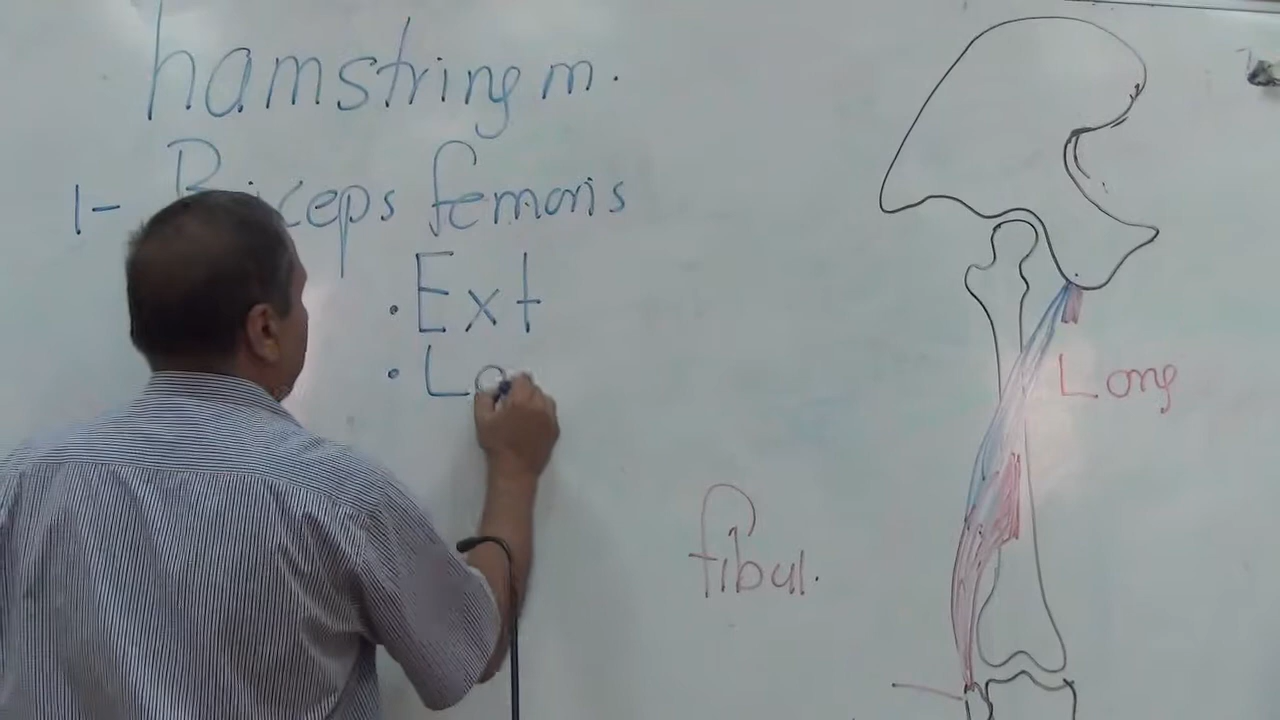 hamstring m.
1- Biceps femoris
• Ext
• Lo
Long
fibul.